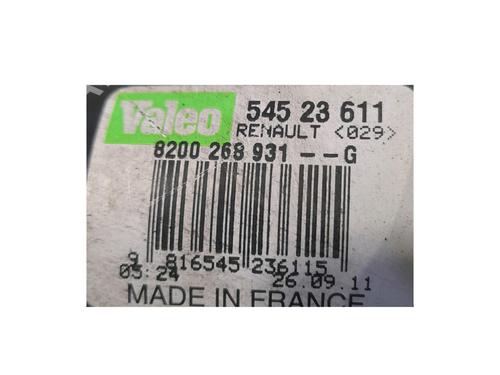 Valeo 545 23 611
RENAULT <029>
8200 268 931 -- G
9 816545 236115
05:24 26.09.11
MADE IN FRANCE